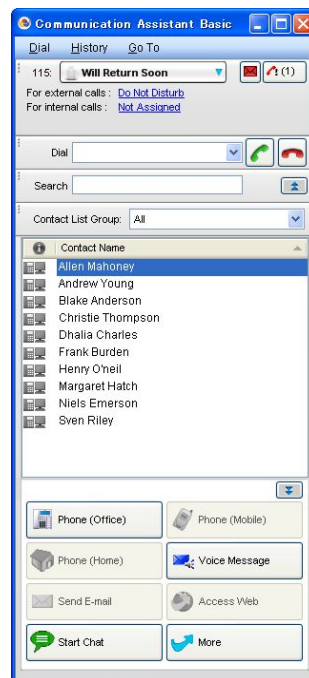 Communication Assistant Basic
Dial History Go To
115: Will Return Soon (1)
For external calls : Do Not Disturb
For internal calls : Not Assigned
Dial
Search
Contact List Group: All
Contact Name
Allen Mahoney
Andrew Young
Blake Anderson
Christie Thompson
Dhalia Charles
Frank Burden
Henry O'neil
Margaret Hatch
Niels Emerson
Sven Riley
Phone (Office) Phone (Mobile)
Phone (Home) Voice Message
Send E-mail Access Web
Start Chat More